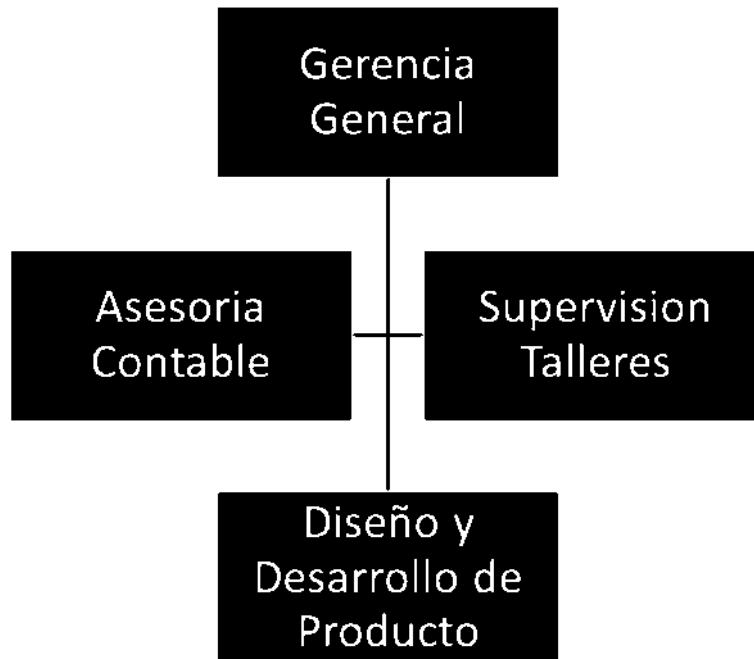 Gerencia
General
Asesoria
Contable
Supervision
Talleres
Diseño y
Desarrollo de
Producto